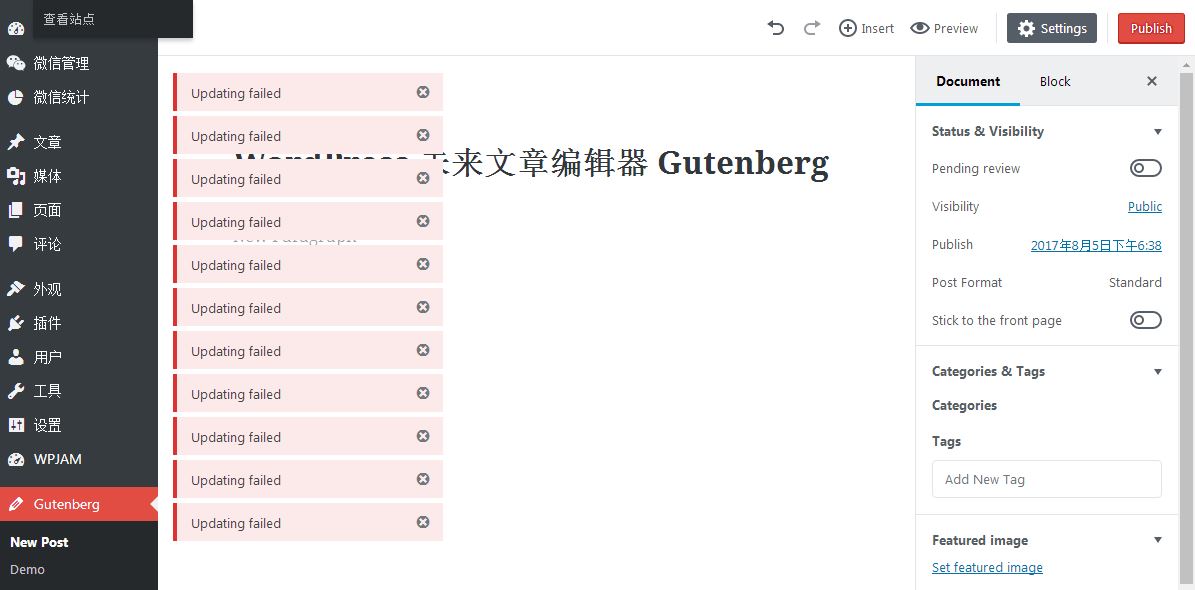 查看站点
微信管理
微信统计
文章
媒体
页面
评论
外观
插件
用户
工具
设置
WPJAM
Gutenberg
New Post
Demo
Insert
Preview
Settings
Publish
Updating failed
Updating failed
WordPress 未来文章编辑器 Gutenberg
Updating failed
Updating failed
New Paragraph
Updating failed
Updating failed
Updating failed
Updating failed
Updating failed
Updating failed
Updating failed
Document Block
Status & Visibility
Pending review
Visibility Public
Publish 2017年8月5日下午6:38
Post Format Standard
Stick to the front page
Categories & Tags
Categories
Tags
Add New Tag
Featured image
Set featured image